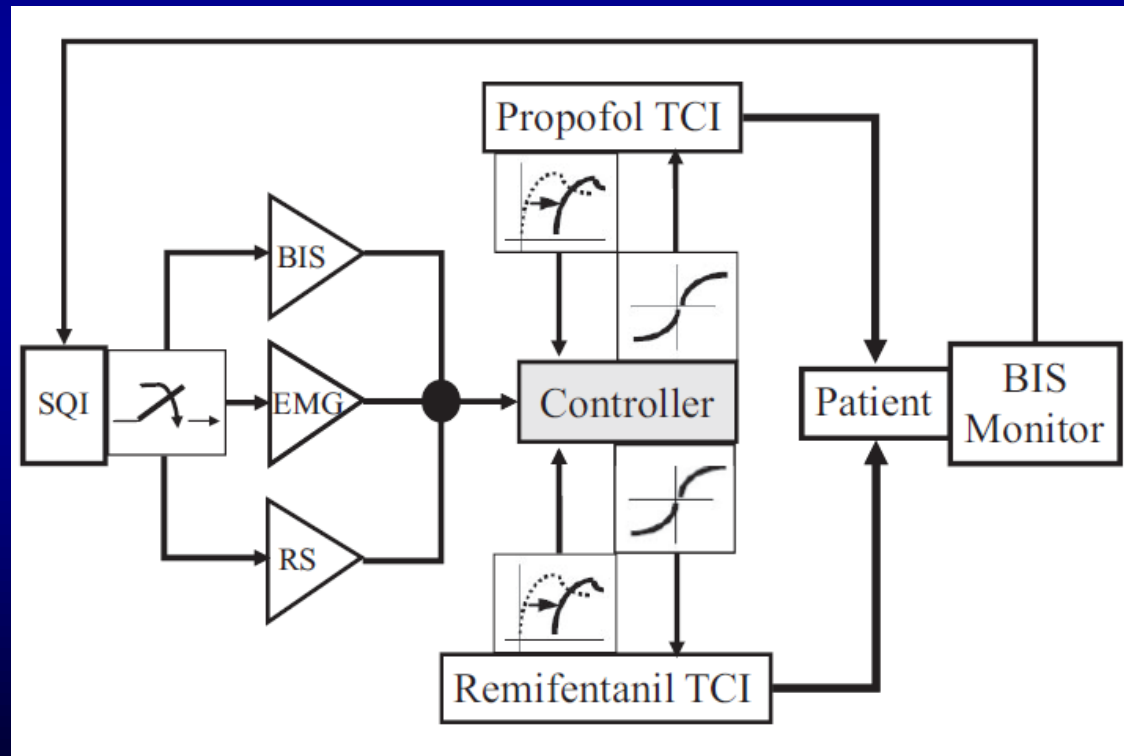 Propofol TCI
BIS
SQI
EMG
Controller
Patient
BIS
Monitor
RS
Remifentanil TCI